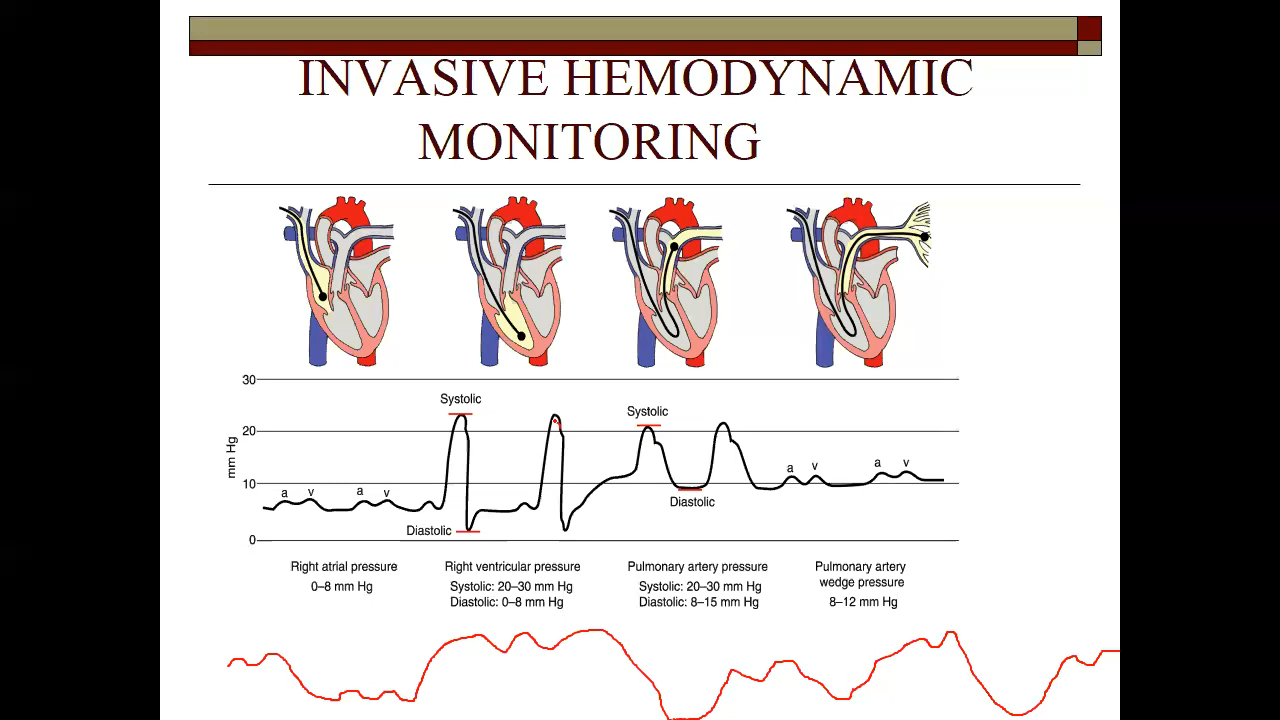 INVASIVE HEMODYNAMIC
MONITORING
30
20
10
0
mm Hg
a
v
a
v
Systolic
Diastolic
Systolic
Diastolic
a
v
a
v
Right atrial pressure
0–8 mm Hg
Right ventricular pressure
Systolic: 20–30 mm Hg
Diastolic: 0–8 mm Hg
Pulmonary artery pressure
Systolic: 20–30 mm Hg
Diastolic: 8–15 mm Hg
Pulmonary artery
wedge pressure
8–12 mm Hg